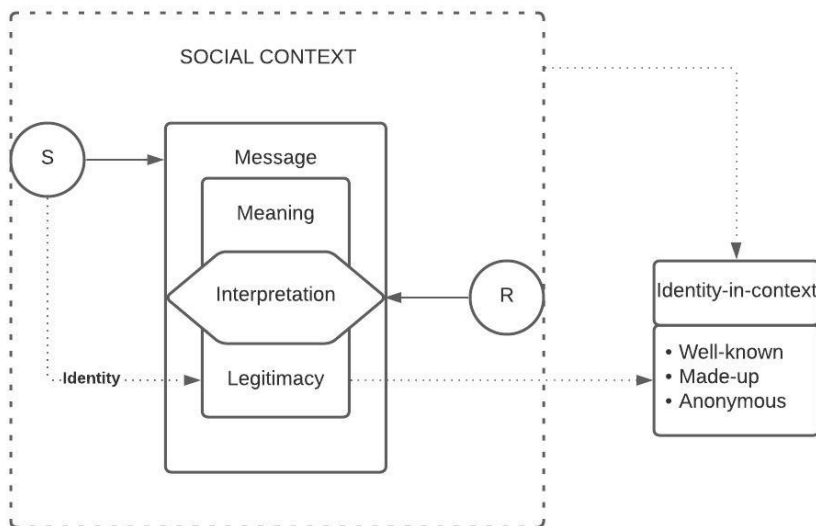 SOCIAL CONTEXT
S
Message
Meaning
Interpretation
R
Identity
Legitimacy
Identity-in-context
• Well-known
• Made-up
• Anonymous